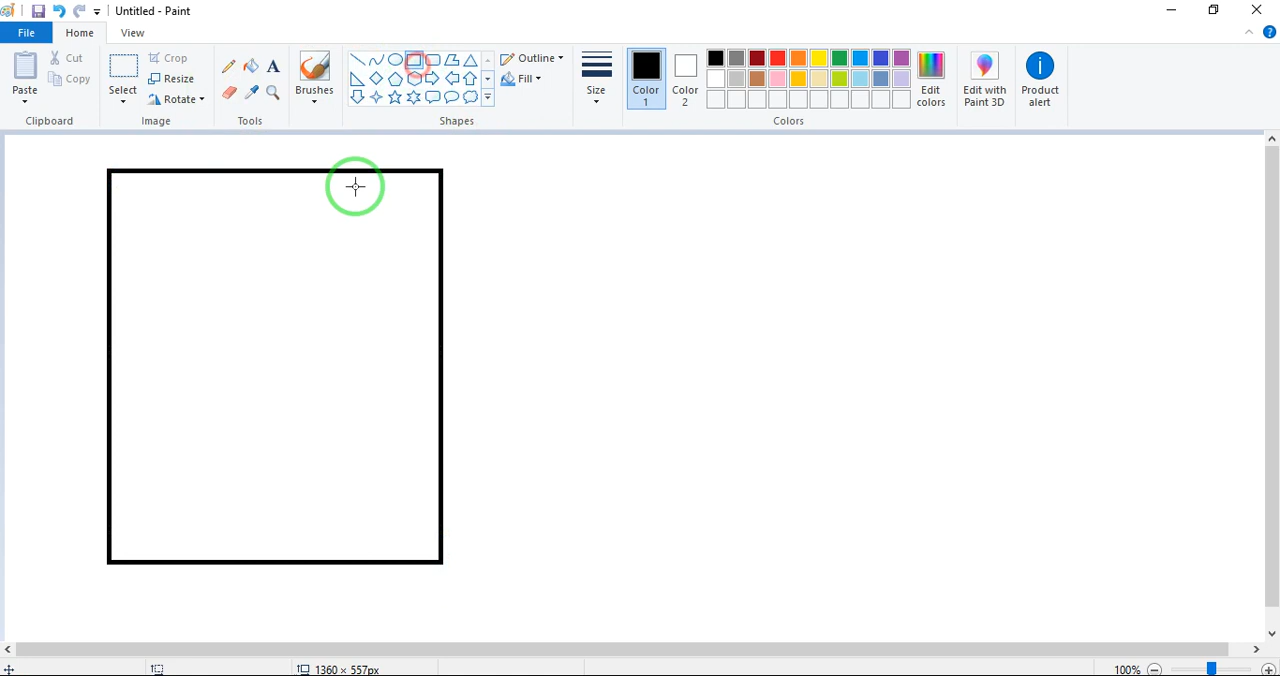 Untitled - Paint
File Home View
Paste Cut Copy
Clipboard
Select Crop Resize Rotate
Image
A
Tools
Brushes
Outline Fill
Shapes
Size
Color 1 Color 2
Edit colors
Colors
Edit with Paint 3D
Product alert
1360 × 557px
100%